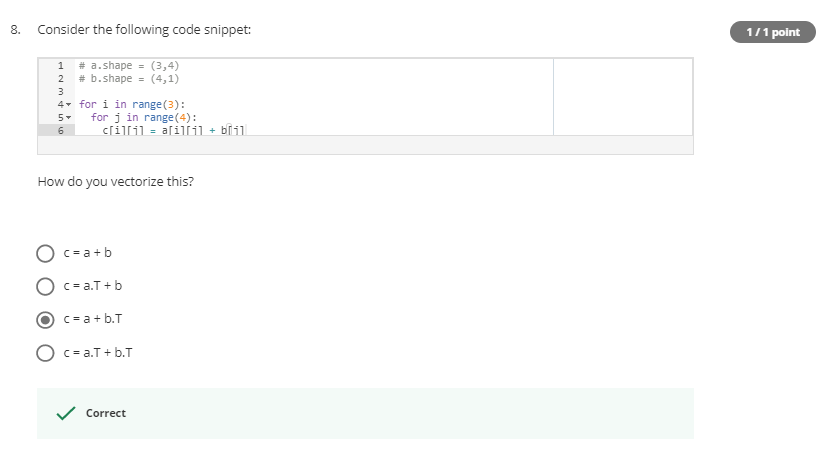 8. Consider the following code snippet:
1 / 1 point
1 # a.shape = (3,4)
2 # b.shape = (4,1)
3
4 for i in range(3):
5 for j in range(4):
6 c[i][j] = a[i][j] + b[j]
How do you vectorize this?
c = a + b
c = a.T + b
c = a + b.T
c = a.T + b.T
Correct